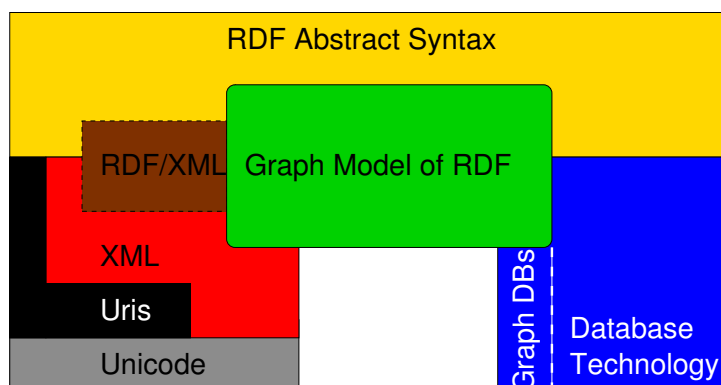 RDF Abstract Syntax
RDF/XML
Graph Model of RDF
XML
Uris
Unicode
Graph DBs
Database
Technology